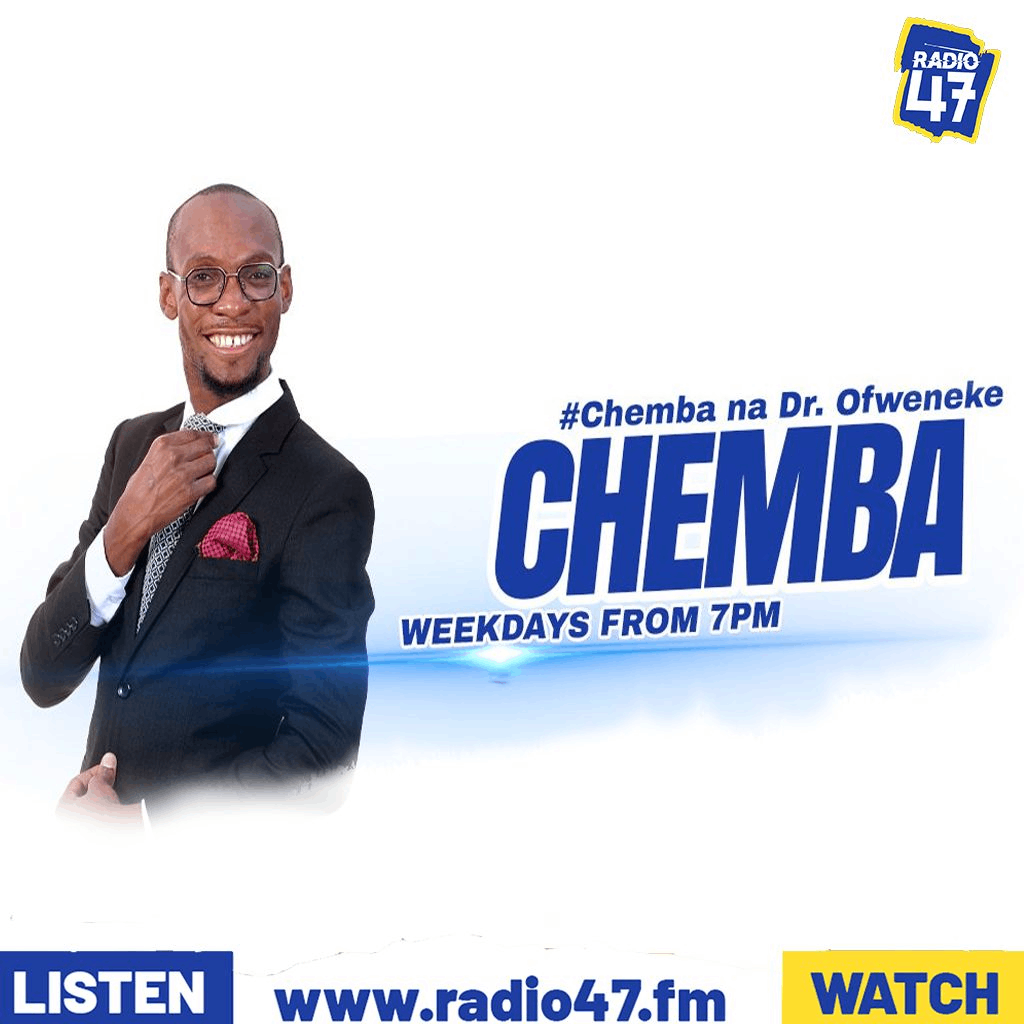 RADIO
47
#Chemba na Dr. Ofweneke
CHEMBA
WEEKDAYS FROM 7PM
LISTEN
www.radio47.fm
WATCH